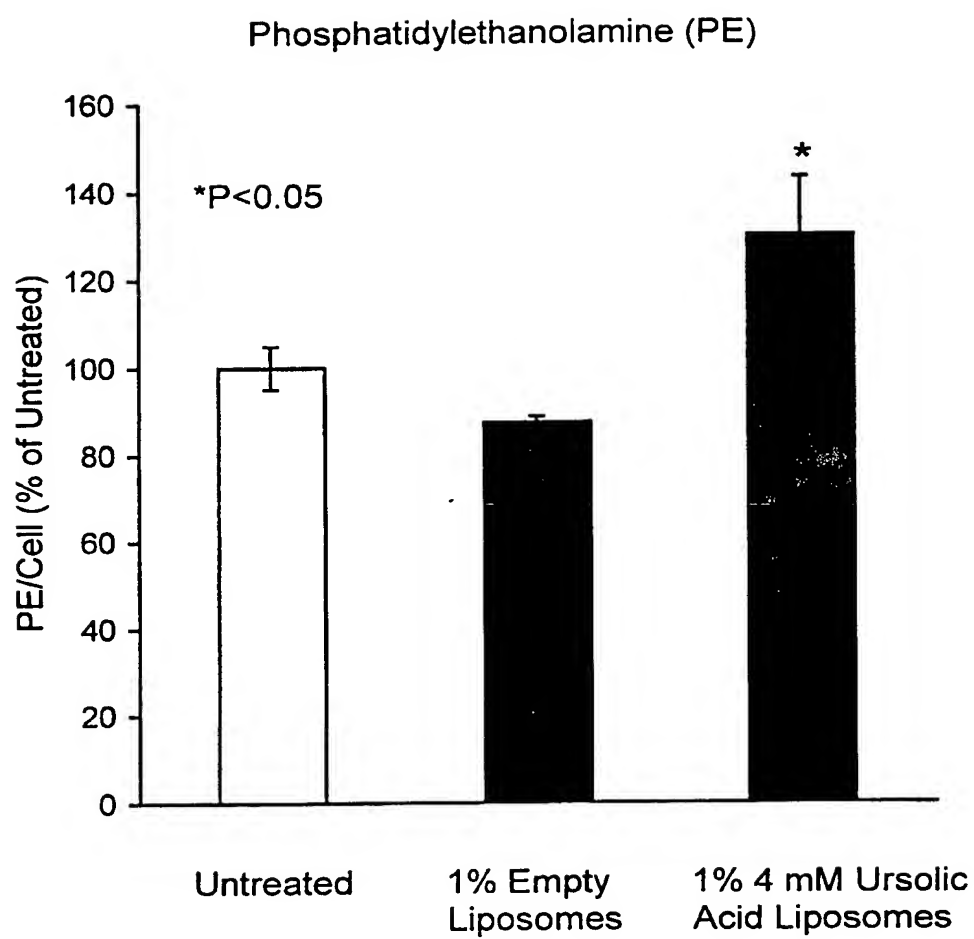 Phosphatidylethanolamine (PE)
160
140
120
100
80
60
40
20
0
PE/Cell (% of Untreated)
*P<0.05
*
Untreated
1% Empty
Liposomes
1% 4 mM Ursolic
Acid Liposomes